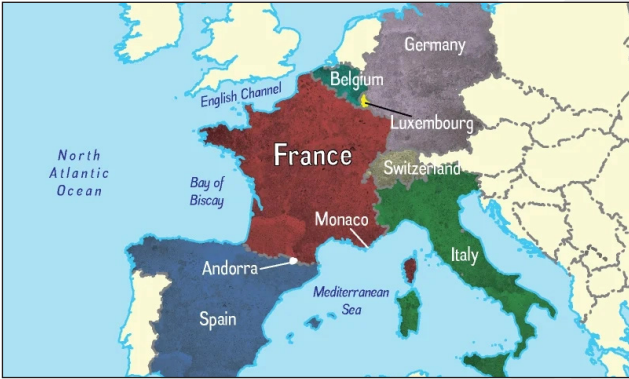 Germany
Belgium
English Channel
Luxembourg
North
Atlantic
Ocean
France
Switzerland
Bay of
Biscay
Monaco
Italy
Andorra
Mediterranean
Sea
Spain